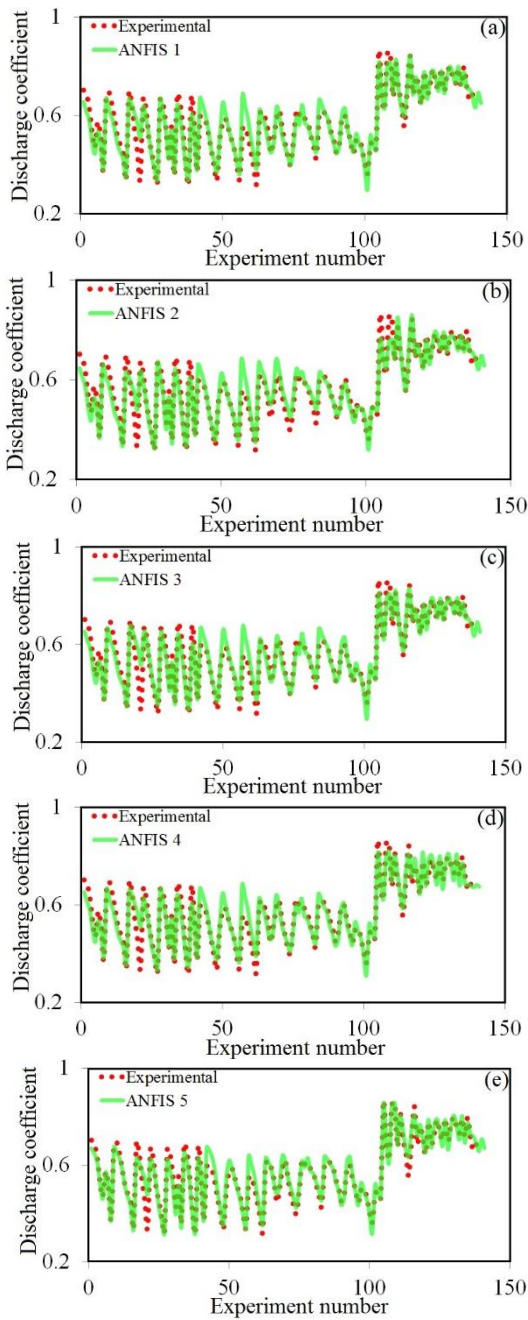 1
(a)
Experimental
ANFIS 1
0.6
Discharge coefficient
0.2
0
50
100
150
Experiment number
1
(b)
Experimental
ANFIS 2
0.6
Discharge coefficient
0.2
0
50
100
150
Experiment number
1
(c)
Experimental
ANFIS 3
0.6
Discharge coefficient
0.2
0
50
100
150
Experiment number
1
(d)
Experimental
ANFIS 4
0.6
Discharge coefficient
0.2
0
50
100
150
Experiment number
1
(e)
Experimental
ANFIS 5
0.6
Discharge coefficient
0.2
0
50
100
150
Experiment number